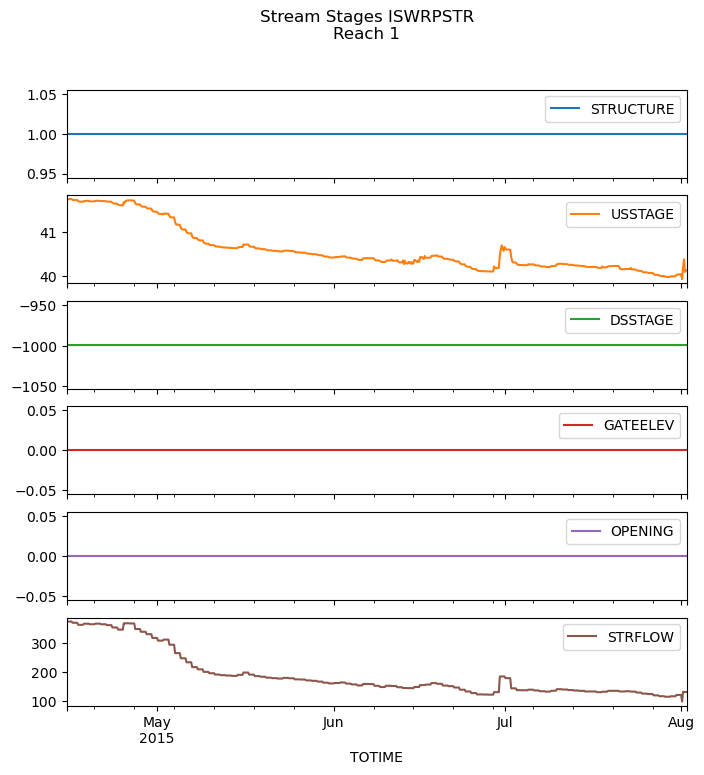 Stream Stages ISWRPSTR
Reach 1
1.05
1.00
0.95
STRUCTURE
41
40
USSTAGE
−950
−1000
−1050
DSSTAGE
0.05
0.00
−0.05
GATEELEV
0.05
0.00
−0.05
OPENING
300
200
100
STRFLOW
May
2015
Jun
Jul
Aug
TOTIME